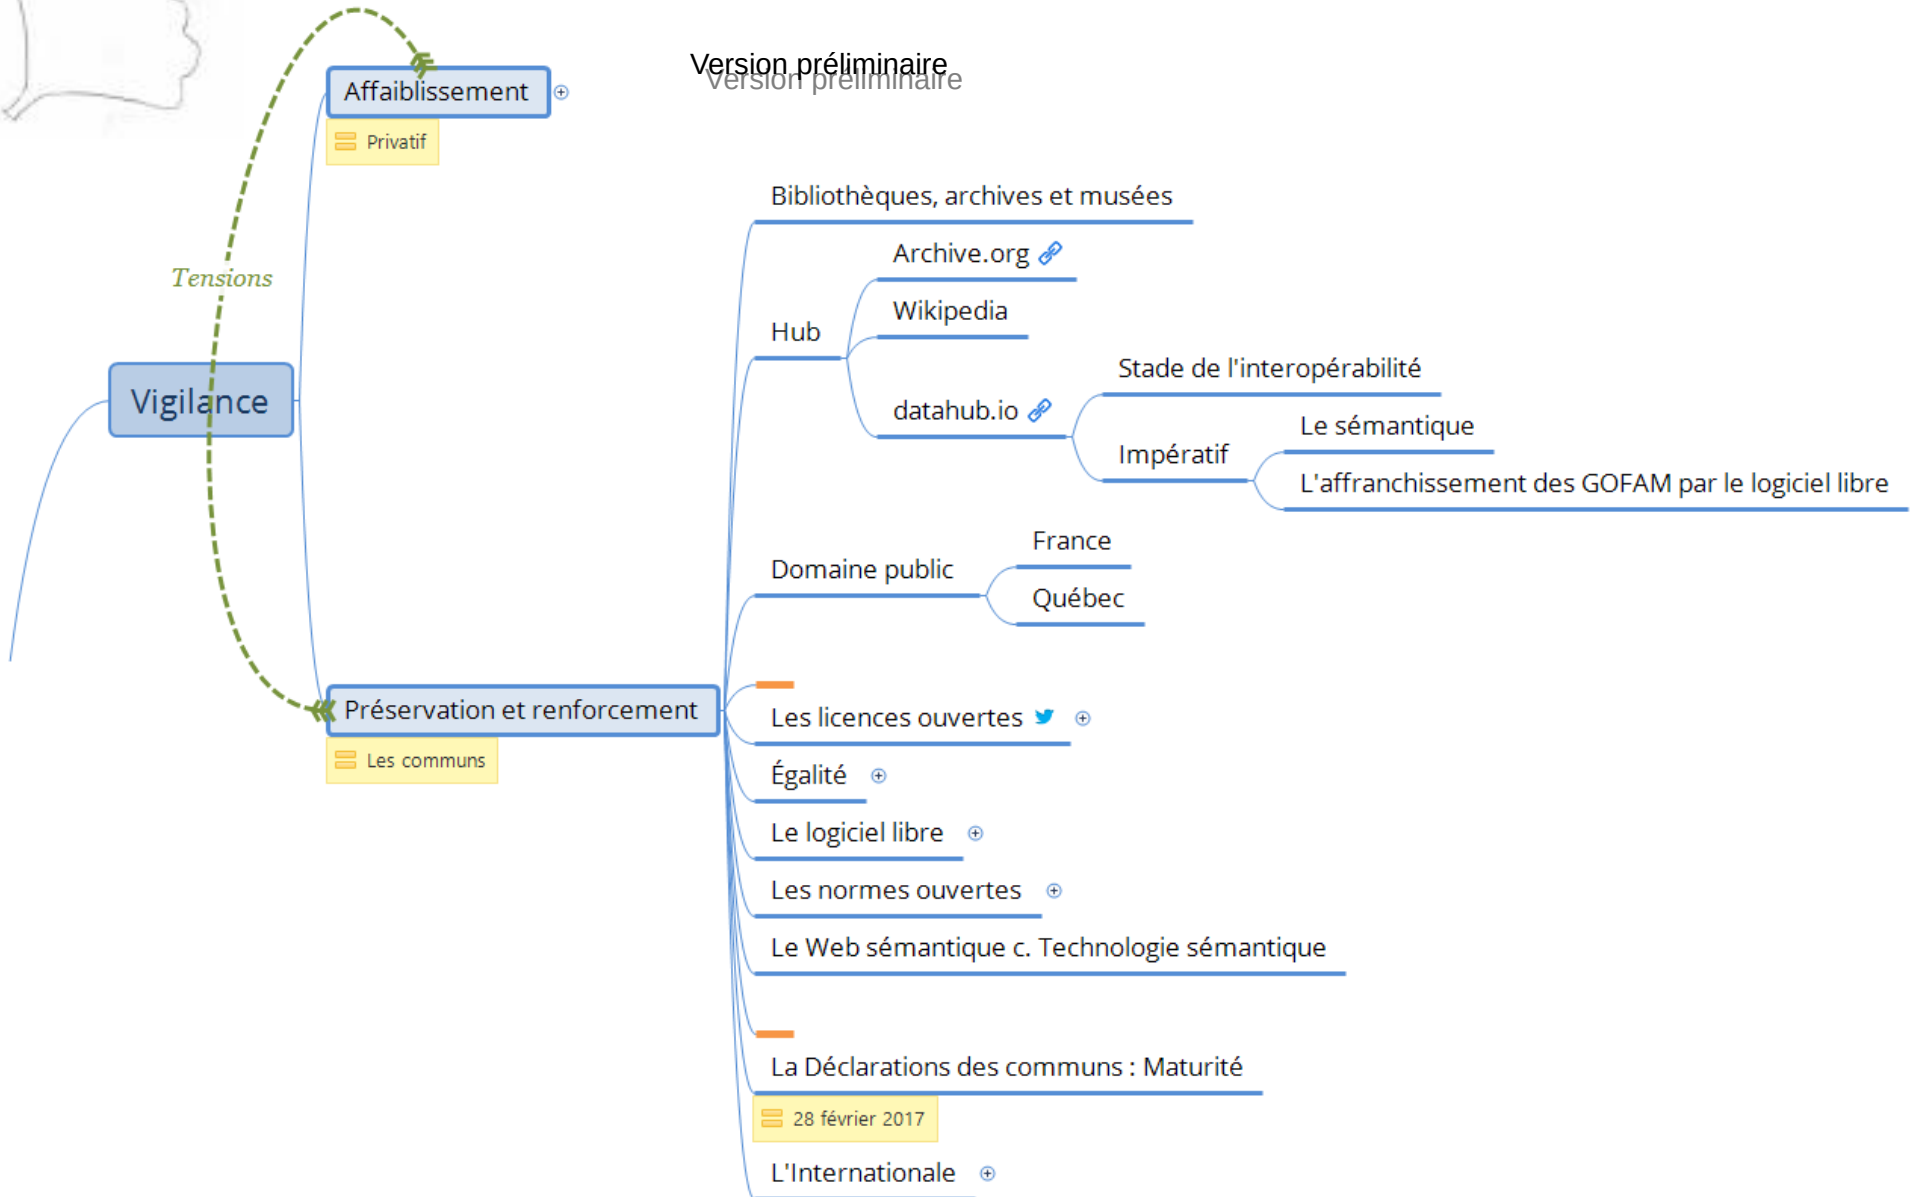 Version préliminaire
Affaiblissement
Privatif
Tensions
Vigilance
Bibliothèques, archives et musées
Hub
Archive.org
Wikipedia
datahub.io
Stade de l'interopérabilité
Impératif
Le sémantique
L'affranchissement des GOFAM par le logiciel libre
Domaine public
France
Québec
Préservation et renforcement
Les communs
Les licences ouvertes
Égalité
Le logiciel libre
Les normes ouvertes
Le Web sémantique c. Technologie sémantique
La Déclarations des communs : Maturité
28 février 2017
L'Internationale